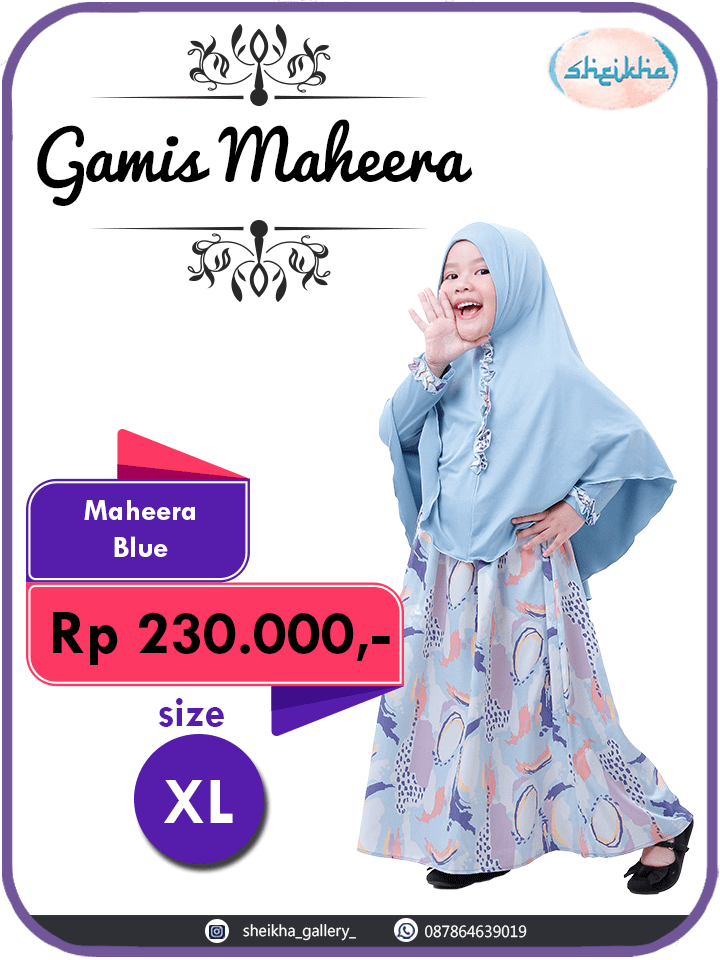 sheikha
Gamis Maheera
Maheera
Blue
Rp 230.000,-
size
XL
sheikha_gallery_
087864639019